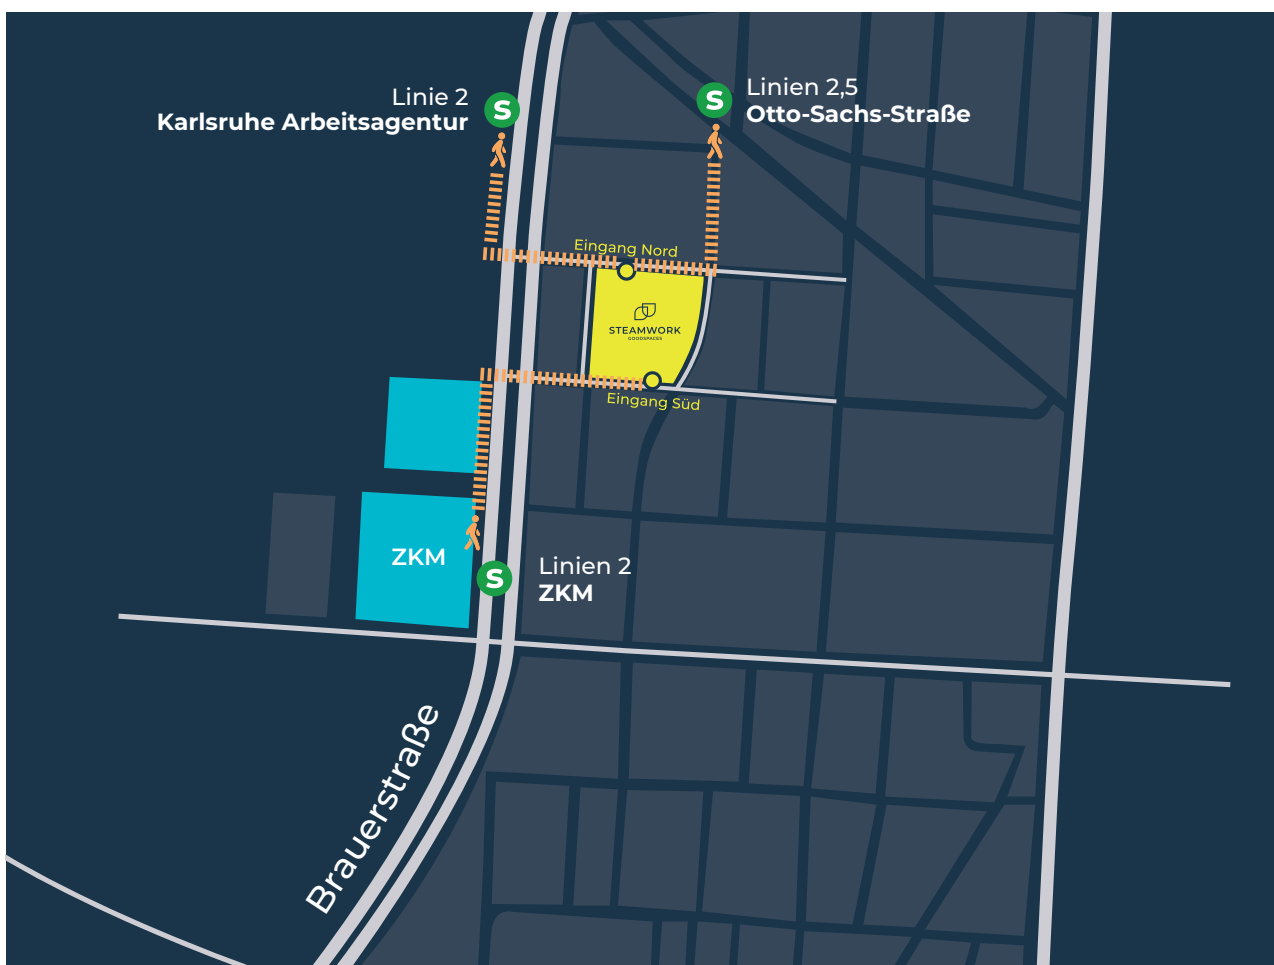 Linie 2
Karlsruhe Arbeitsagentur
S
S
Linien 2,5
Otto-Sachs-Straße
Eingang Nord
STEAMWORK
GOODSPACES
Eingang Süd
ZKM
S
Linien 2
ZKM
Brauerstraße